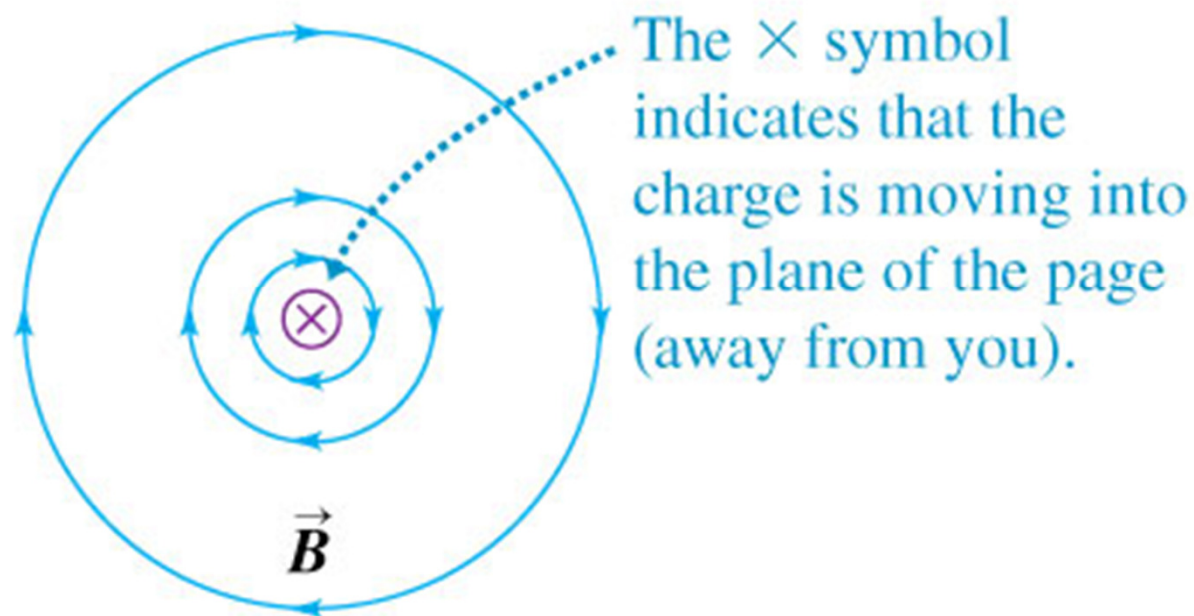 The × symbol
indicates that the
charge is moving into
the plane of the page
(away from you).
B